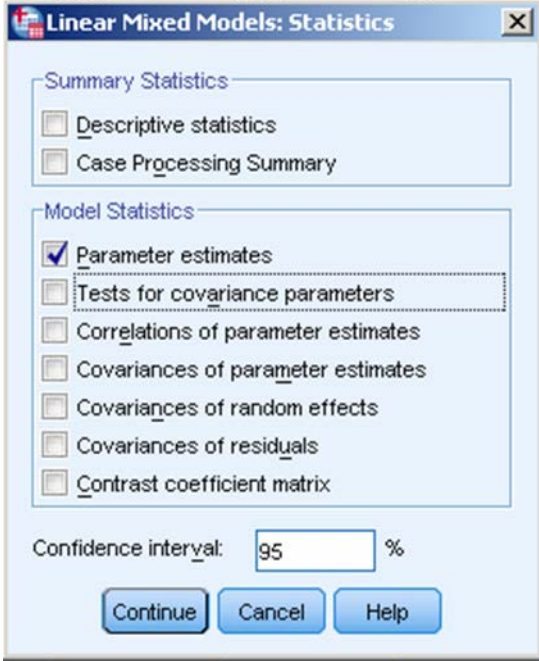 Linear Mixed Models: Statistics
Summary Statistics
Descriptive statistics
Case Processing Summary
Model Statistics
Parameter estimates
Tests for covariance parameters
Correlations of parameter estimates
Covariances of parameter estimates
Covariances of random effects
Covariances of residuals
Contrast coefficient matrix
Confidence interval: 95 %
Continue Cancel Help